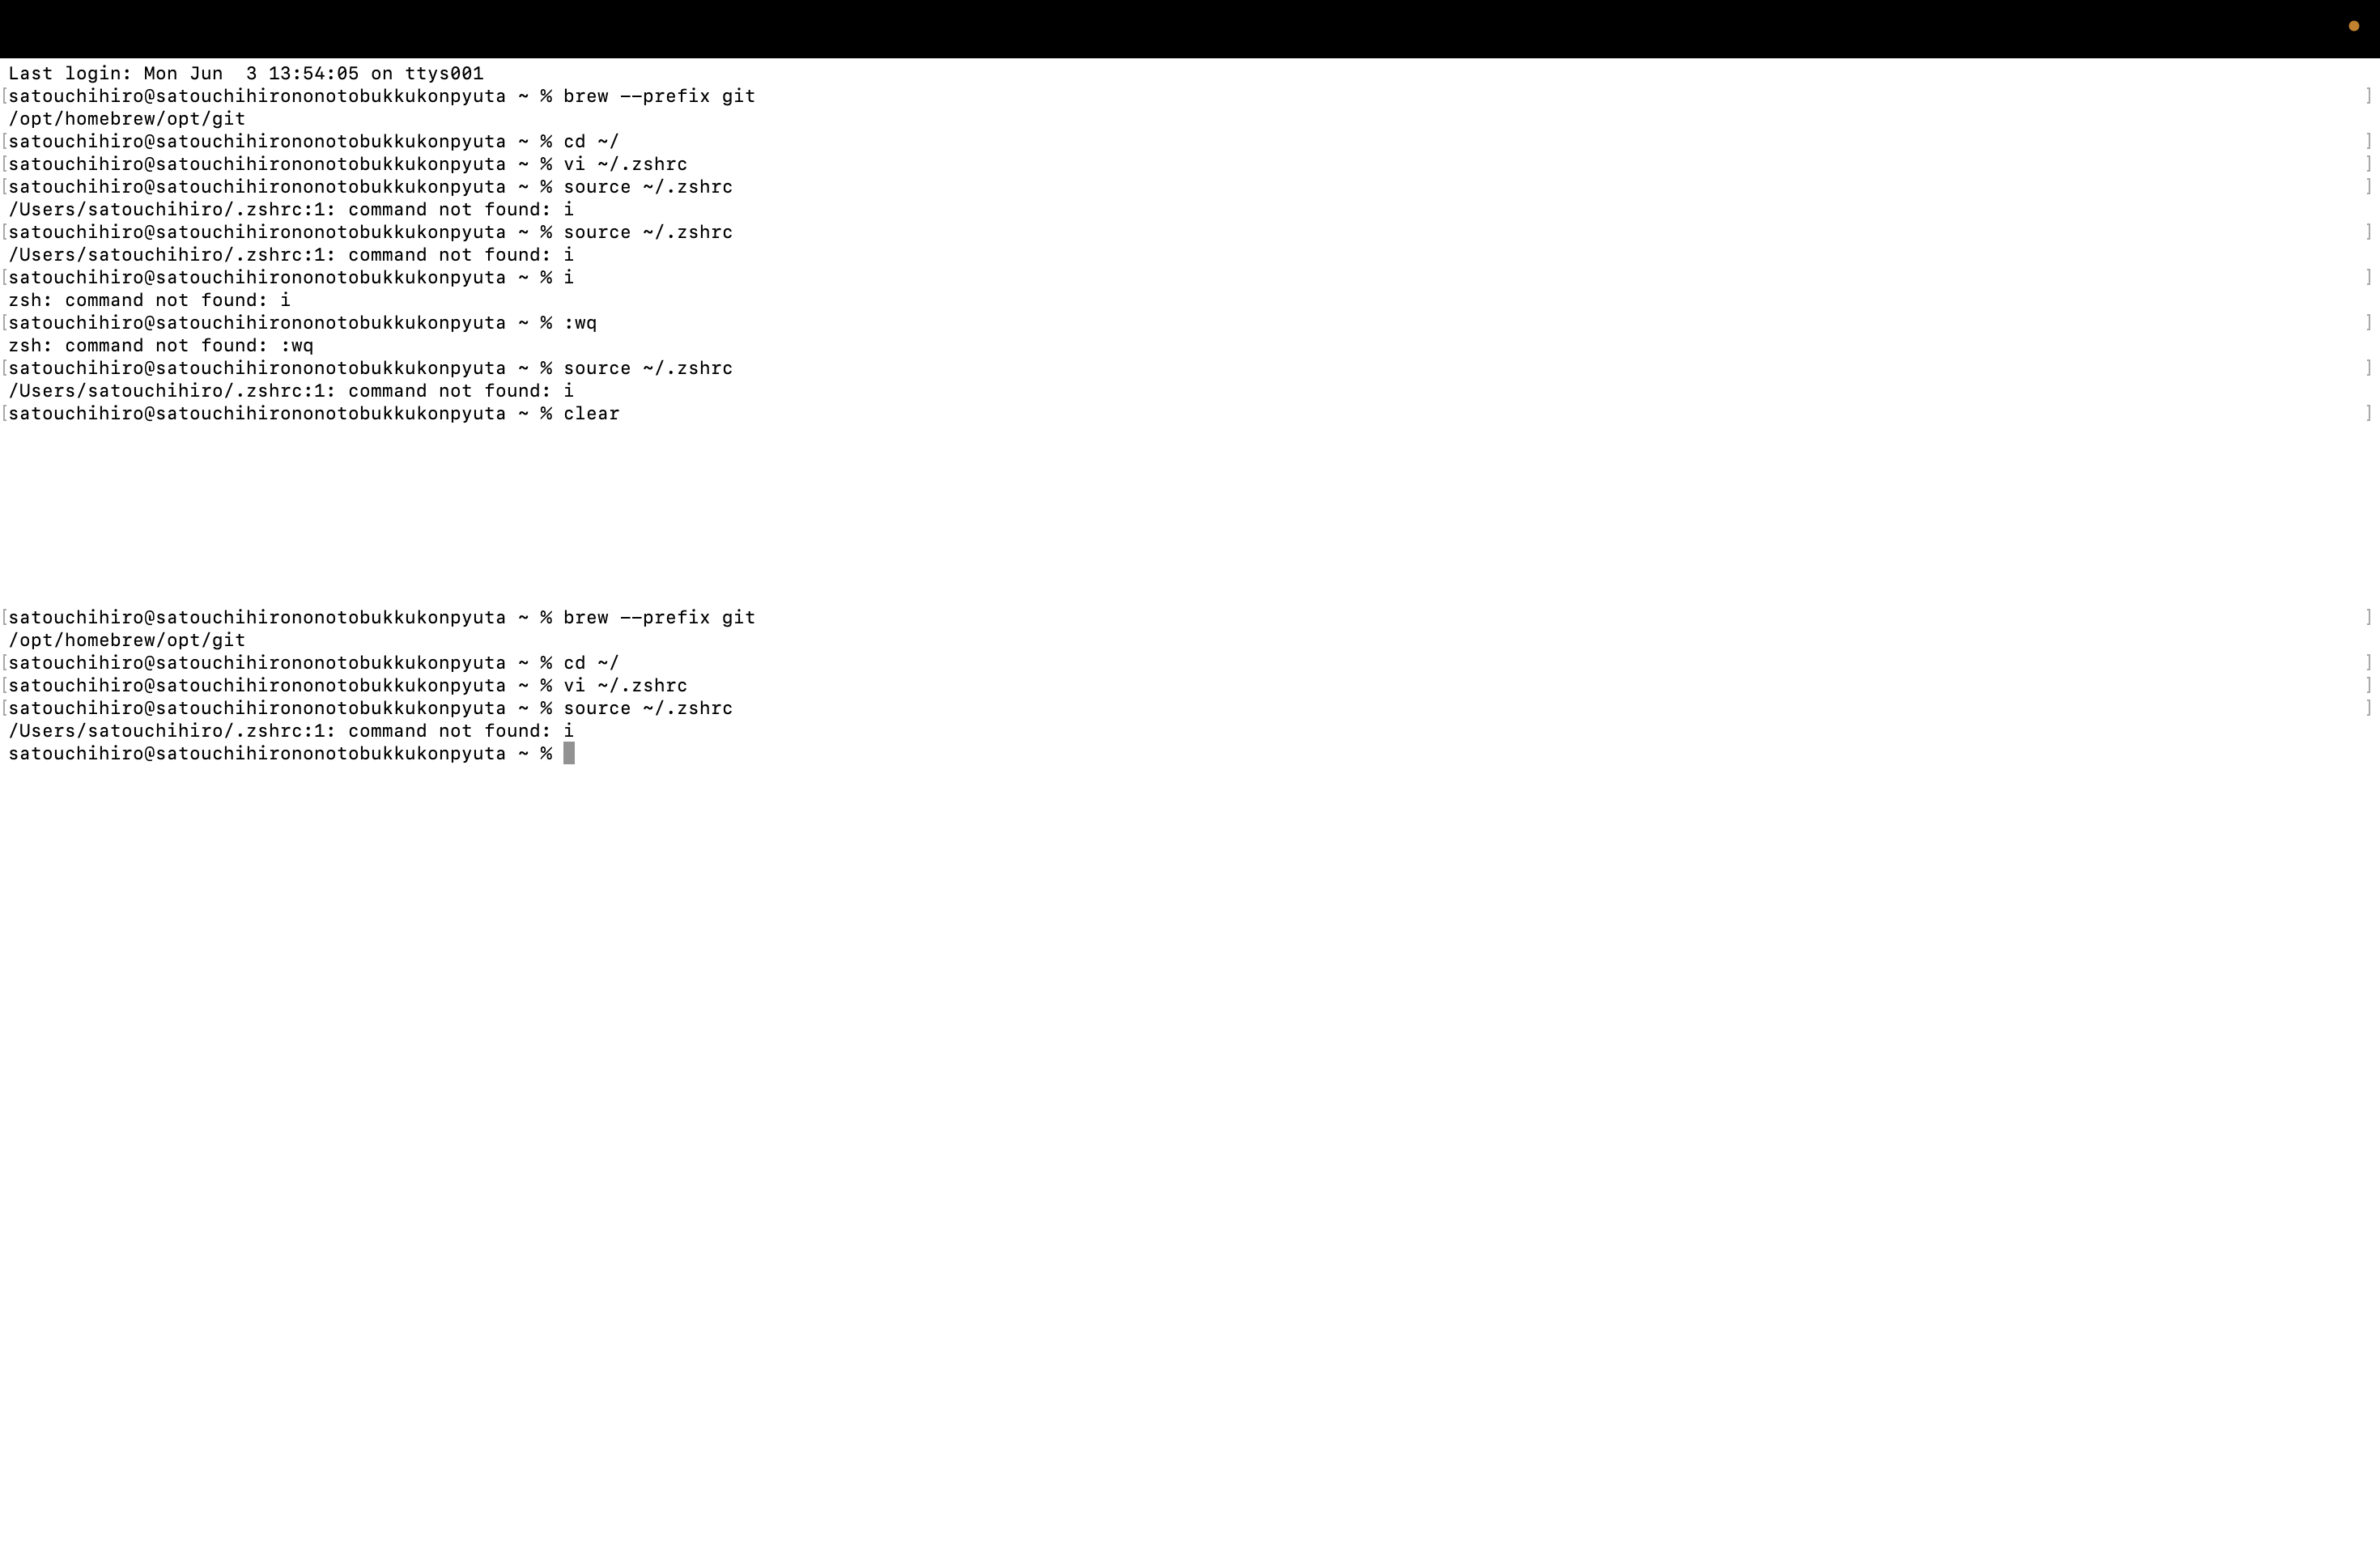 Last login: Mon Jun  3 13:54:05 on ttys001
[satouchihiro@satouchihirononotobukkukonpyuta ~ % brew --prefix git ]
/opt/homebrew/opt/git
[satouchihiro@satouchihirononotobukkukonpyuta ~ % cd ~/ ]
[satouchihiro@satouchihirononotobukkukonpyuta ~ % vi ~/.zshrc ]
[satouchihiro@satouchihirononotobukkukonpyuta ~ % source ~/.zshrc ]
/Users/satouchihiro/.zshrc:1: command not found: i
[satouchihiro@satouchihirononotobukkukonpyuta ~ % source ~/.zshrc ]
/Users/satouchihiro/.zshrc:1: command not found: i
[satouchihiro@satouchihirononotobukkukonpyuta ~ % i ]
zsh: command not found: i
[satouchihiro@satouchihirononotobukkukonpyuta ~ % :wq ]
zsh: command not found: :wq
[satouchihiro@satouchihirononotobukkukonpyuta ~ % source ~/.zshrc ]
/Users/satouchihiro/.zshrc:1: command not found: i
[satouchihiro@satouchihirononotobukkukonpyuta ~ % clear ]
[satouchihiro@satouchihirononotobukkukonpyuta ~ % brew --prefix git ]
/opt/homebrew/opt/git
[satouchihiro@satouchihirononotobukkukonpyuta ~ % cd ~/ ]
[satouchihiro@satouchihirononotobukkukonpyuta ~ % vi ~/.zshrc ]
[satouchihiro@satouchihirononotobukkukonpyuta ~ % source ~/.zshrc ]
/Users/satouchihiro/.zshrc:1: command not found: i
satouchihiro@satouchihirononotobukkukonpyuta ~ %